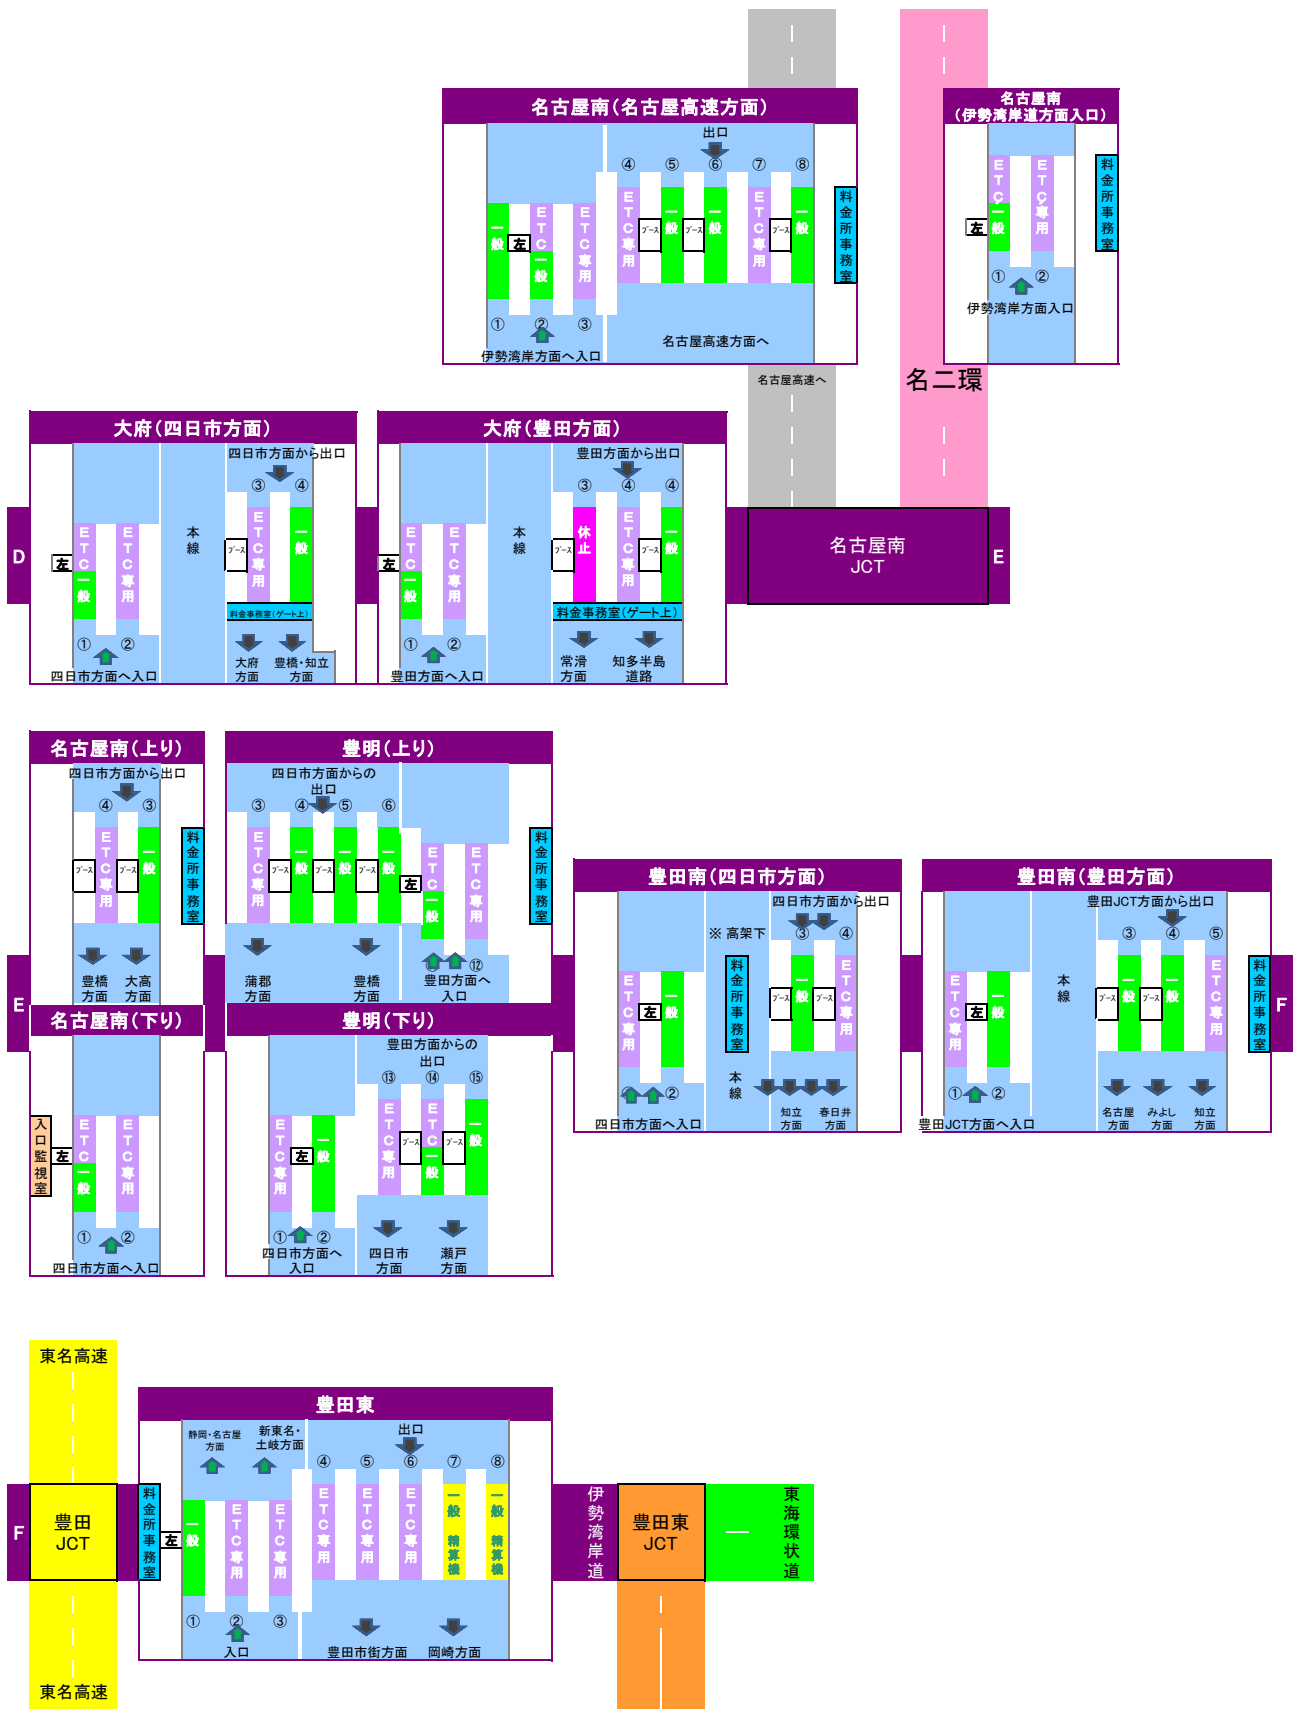 名古屋南（名古屋高速方面）
出口
④ ⑤ ⑥ ⑦ ⑧
一般
左
ETC一般
ETC専用
ETC専用
ブース
一般
ブース
一般
ETC専用
ブース
一般
料金所事務室
① ② ③
伊勢湾岸方面へ入口
名古屋高速方面へ
名古屋南
（伊勢湾岸道方面入口）
左
ETC一般
ETC専用
料金所事務室
① ②
伊勢湾岸方面入口
名古屋高速へ
名二環
大府（四日市方面）
四日市方面から出口
③ ④
D
左
ETC一般
ETC専用
本線
ブース
ETC専用
一般
料金事務室（ゲート上）
① ②
四日市方面へ入口
大府方面
豊橋・知立方面
大府（豊田方面）
豊田方面から出口
③ ④ ④
左
ETC一般
ETC専用
本線
ブース
休止
ETC専用
ブース
一般
料金事務室（ゲート上）
① ②
豊田方面へ入口
常滑方面
知多半島道路
名古屋南
JCT
E
名古屋南（上り）
四日市方面から出口
④ ③
ブース
ETC専用
ブース
一般
料金所事務室
豊橋方面
大高方面
E
名古屋南（下り）
入口監視室
左
ETC一般
ETC専用
① ②
四日市方面へ入口
豊明（上り）
四日市方面からの
出口
③ ④ ⑤ ⑥
ETC専用
ブース
一般
ブース
一般
ブース
一般
左
ETC一般
ETC専用
料金所事務室
⑫
蒲郡方面
豊橋方面
豊田方面へ
入口
豊明（下り）
豊田方面からの
出口
⑬ ⑭ ⑮
ETC専用
左
一般
ETC専用
ブース
ETC一般
ブース
一般
① ②
四日市方面へ
入口
四日市方面
瀬戸方面
豊田南（四日市方面）
四日市方面から出口
※ 高架下
③ ④
ETC専用
左
一般
料金所事務室
ブース
一般
ブース
ETC専用
本線
②
四日市方面へ入口
知立方面
春日井方面
豊田南（豊田方面）
豊田JCT方面から出口
③ ④ ⑤
ETC専用
左
一般
本線
ブース
一般
ブース
一般
ETC専用
料金所事務室
F
① ②
豊田JCT方面へ入口
名古屋方面
みよし方面
知立方面
東名高速
F
豊田
JCT
東名高速
豊田東
静岡・名古屋方面
新東名・土岐方面
出口
④ ⑤ ⑥ ⑦ ⑧
料金所事務室
左
一般
ETC専用
ETC専用
ETC専用
ETC専用
ETC専用
一般 精算機
一般 精算機
① ② ③
入口
豊田市街方面
岡崎方面
伊勢湾岸道
豊田東
JCT
東海環状道